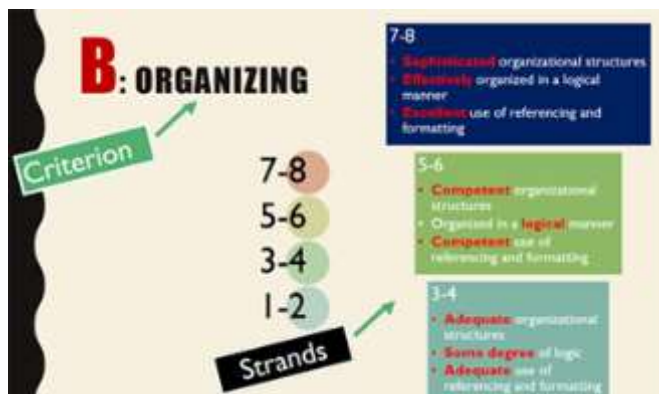 B: ORGANIZING
Criterion
7-8
5-6
3-4
1-2
Strands
7-8
• Sophisticated organizational structures
• Effectively organized in a logical
manner
• Excellent use of referencing and
formatting
5-6
• Competent organizational
structures
• Organized in a logical manner
• Competent use of
referencing and formatting
3-4
• Adequate organizational
structures
• Some degree of logic
• Adequate use of
referencing and formatting